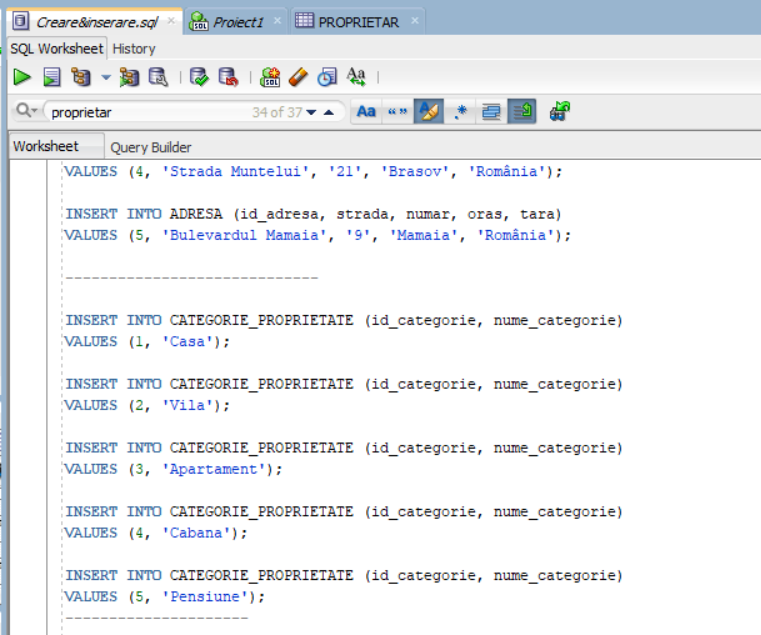 Creare&inserare.sql × Proiect1 × PROPRIETAR ×
SQL Worksheet History
proprietar 34 of 37 Aa “” .*
Worksheet Query Builder
VALUES (4, 'Strada Muntelui', '21', 'Brasov', 'România');
INSERT INTO ADRESA (id_adresa, strada, numar, oras, tara)
VALUES (5, 'Bulevardul Mamaia', '9', 'Mamaia', 'România');
-----------------------------
INSERT INTO CATEGORIE_PROPRIETATE (id_categorie, nume_categorie)
VALUES (1, 'Casa');
INSERT INTO CATEGORIE_PROPRIETATE (id_categorie, nume_categorie)
VALUES (2, 'Vila');
INSERT INTO CATEGORIE_PROPRIETATE (id_categorie, nume_categorie)
VALUES (3, 'Apartament');
INSERT INTO CATEGORIE_PROPRIETATE (id_categorie, nume_categorie)
VALUES (4, 'Cabana');
INSERT INTO CATEGORIE_PROPRIETATE (id_categorie, nume_categorie)
VALUES (5, 'Pensiune');
---------------------